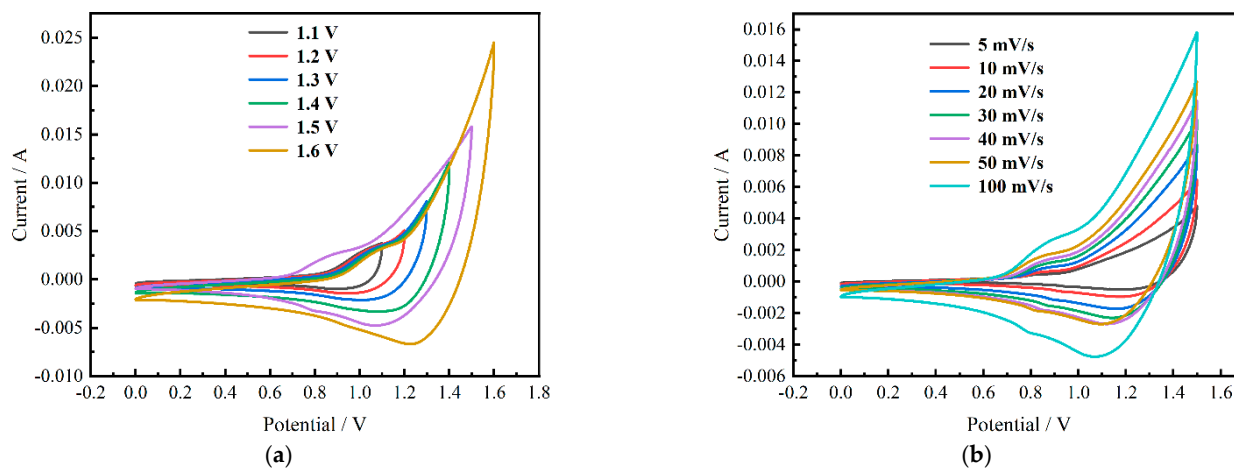 0.025
0.020
0.015
0.010
0.005
0.000
-0.005
-0.010
Current / A
1.1 V
1.2 V
1.3 V
1.4 V
1.5 V
1.6 V
-0.2 0.0 0.2 0.4 0.6 0.8 1.0 1.2 1.4 1.6 1.8
Potential / V
(a)
0.016
0.014
0.012
0.010
0.008
0.006
0.004
0.002
0.000
-0.002
-0.004
-0.006
Current / A
5 mV/s
10 mV/s
20 mV/s
30 mV/s
40 mV/s
50 mV/s
100 mV/s
-0.2 0.0 0.2 0.4 0.6 0.8 1.0 1.2 1.4 1.6
Potential / V
(b)